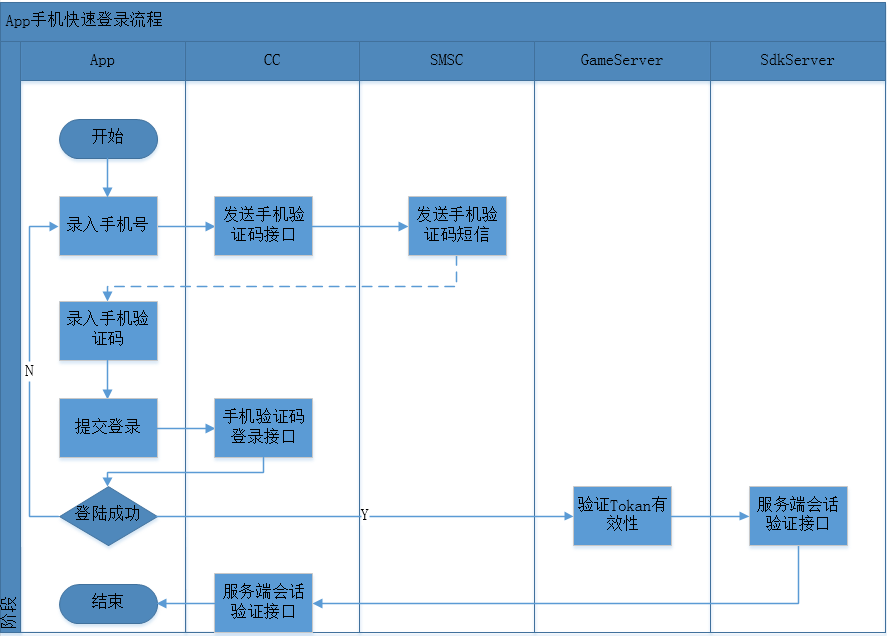 App手机快速登录流程
App
CC
SMSC
GameServer
SdkServer
开始
录入手机号
发送手机验
证码接口
发送手机验
证码短信
录入手机验
证码
N
提交登录
手机验证码
登录接口
登陆成功
Y
验证Tokan有
效性
服务端会话
验证接口
结束
服务端会话
验证接口
阶段